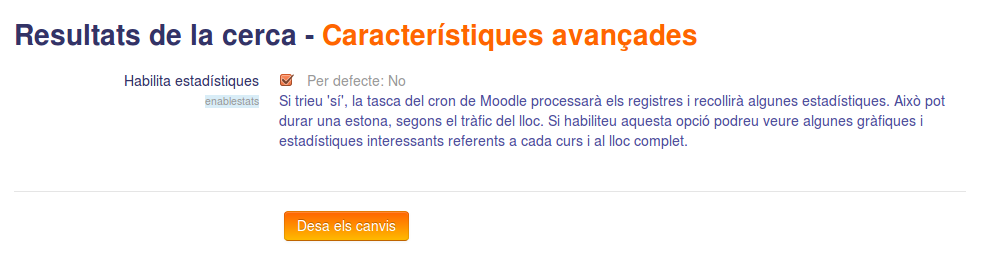 Resultats de la cerca - Característiques avançades
Habilita estadístiques
Per defecte: No
enablestats
Si trieu 'sí', la tasca del cron de Moodle processarà els registres i recollirà algunes estadístiques. Això pot
durar una estona, segons el tràfic del lloc. Si habiliteu aquesta opció podreu veure algunes gràfiques i
estadístiques interessants referents a cada curs i al lloc complet.
Desa els canvis